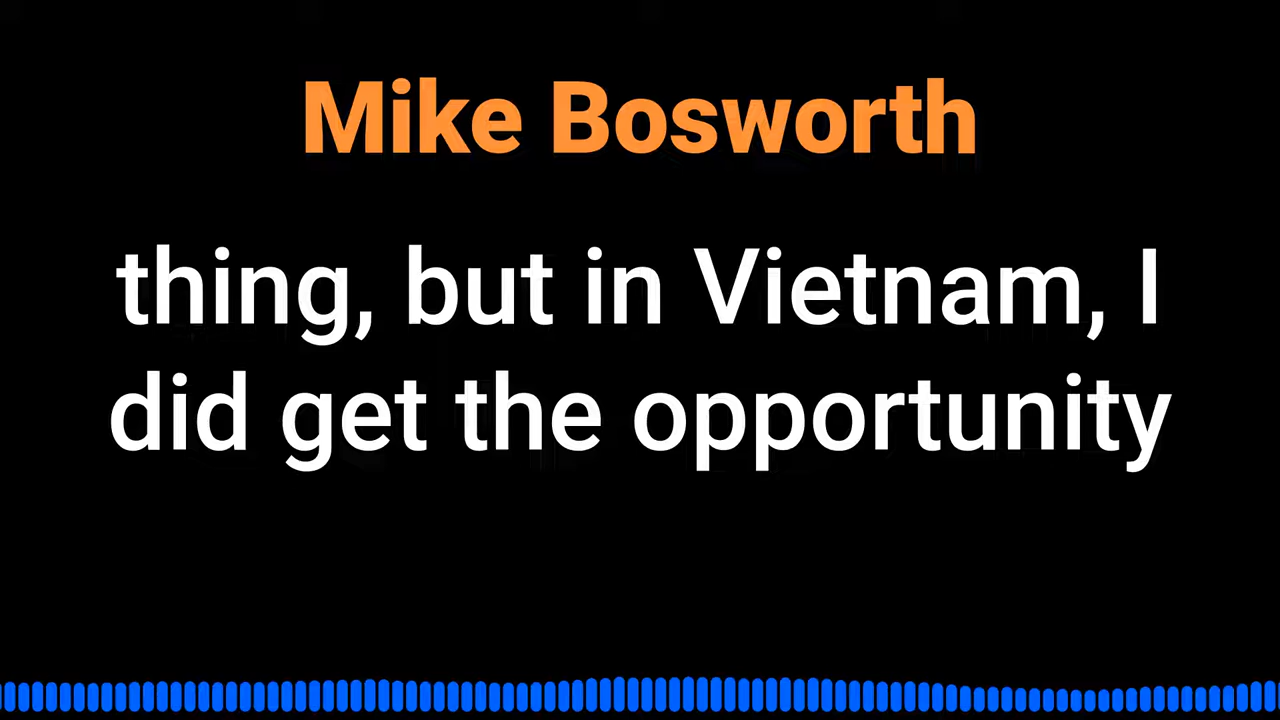 Mike Bosworth
thing, but in Vietnam, I
did get the opportunity